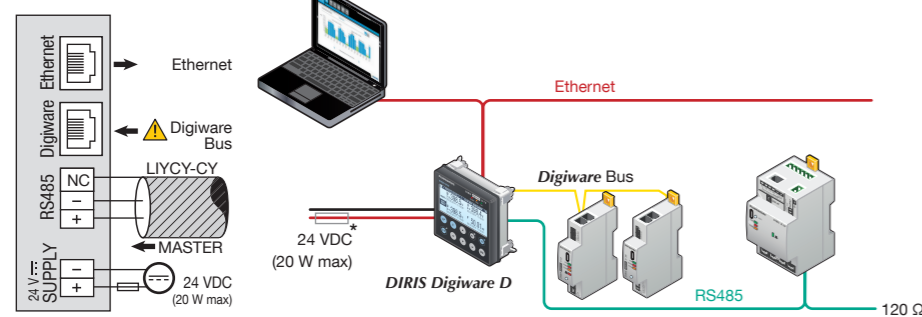 Ethernet
Ethernet
Digiware
Digiware
Bus
RS485
NC
−
+
LIYCY-CY
MASTER
24 V⎓
SUPPLY
−
+
24 VDC
(20 W max)
Ethernet
Digiware Bus
24 VDC
*
(20 W max)
DIRIS Digiware D
RS485
120 Ω